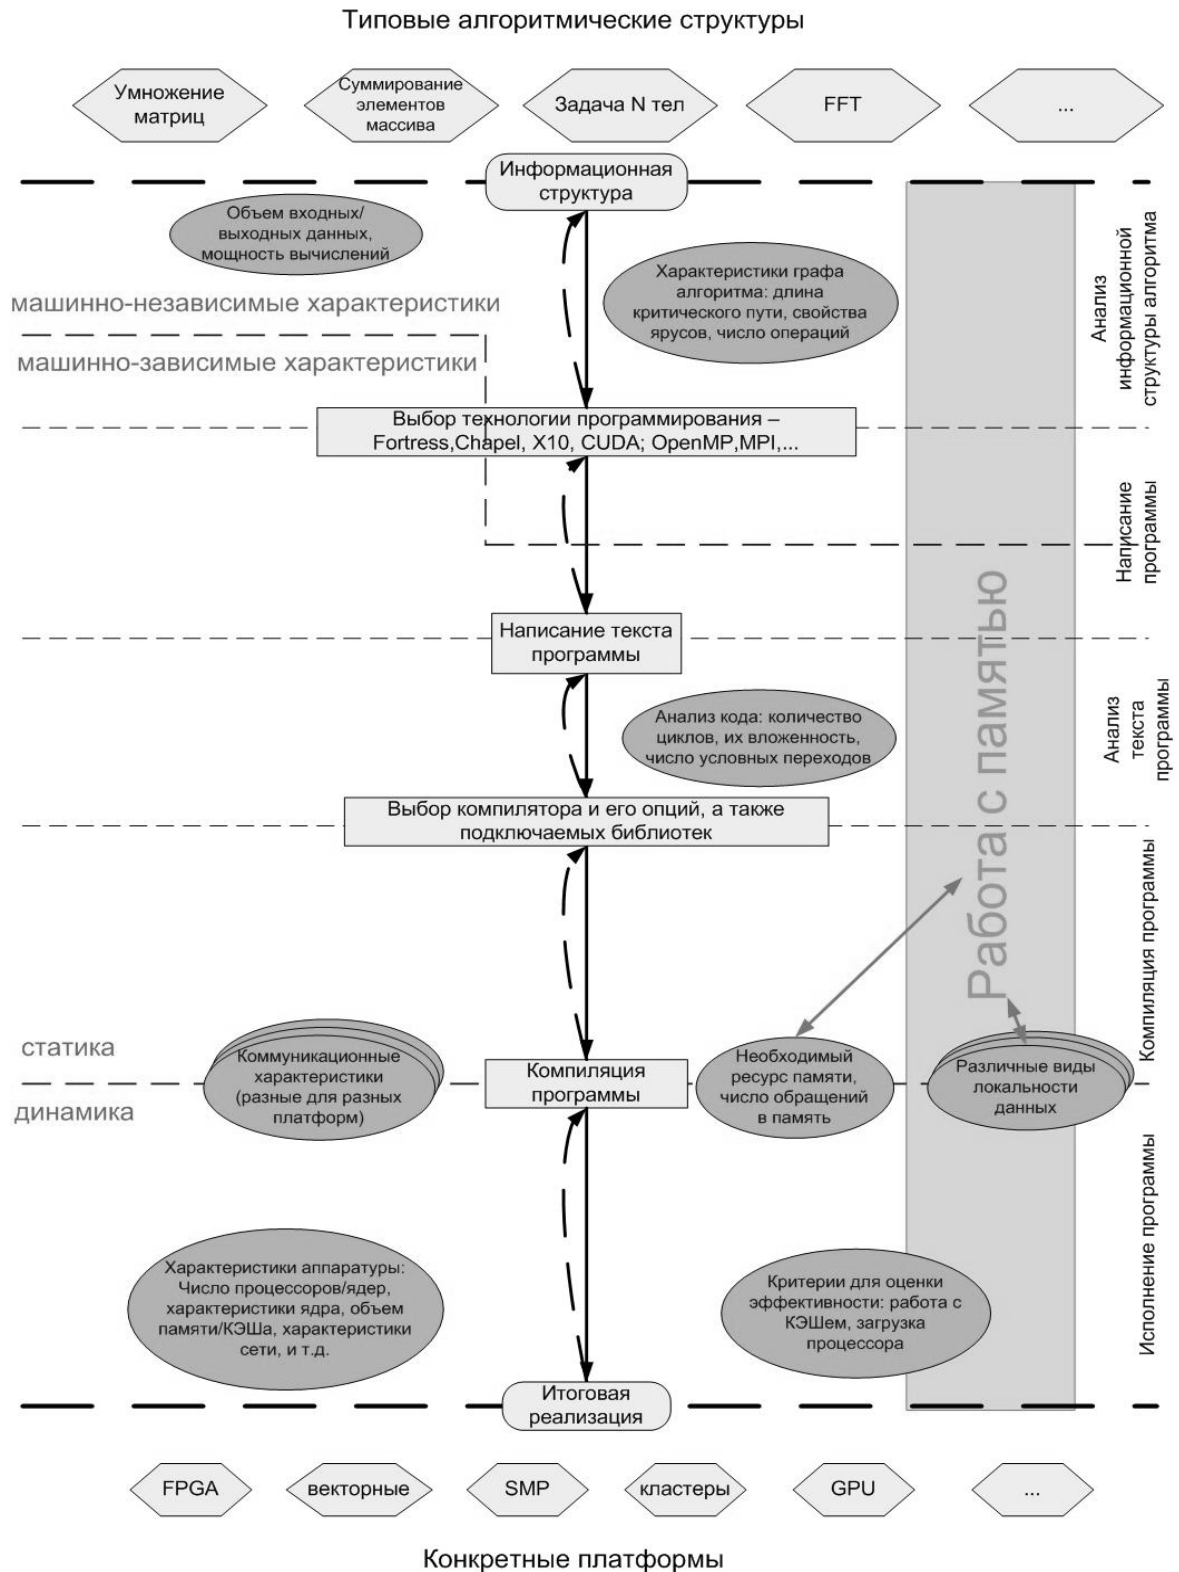 Типовые алгоритмические структуры
Умножение
матриц
Суммирование
элементов
массива
Задача N тел
FFT
...
Информационная
структура
Объем входных/
выходных данных,
мощность вычислений
Характеристики графа
алгоритма: длина
критического пути, свойства
ярусов, число операций
Анализ
информационной
структуры алгоритма
машинно-независимые характеристики
машинно-зависимые характеристики
Выбор технологии программирования –
Fortress,Chapel, X10, CUDA; OpenMP,MPI,...
Написание
программы
Работа с памятью
Написание текста
программы
Анализ кода: количество
циклов, их вложенность,
число условных переходов
Анализ
текста
программы
Выбор компилятора и его опций, а также
подключаемых библиотек
Компиляция программы
статика
динамика
Коммуникационные
характеристики
(разные для разных
платформ)
Компиляция
программы
Необходимый
ресурс памяти,
число обращений
в память
Различные виды
локальности
данных
Исполнение программы
Характеристики аппаратуры:
Число процессоров/ядер,
характеристики ядра, объем
памяти/КЭШа, характеристики
сети, и т.д.
Критерии для оценки
эффективности: работа с
КЭШем, загрузка
процессора
Итоговая
реализация
FPGA
векторные
SMP
кластеры
GPU
...
Конкретные платформы